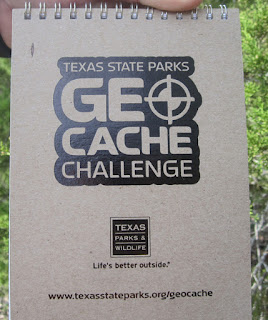 TEXAS STATE PARKS
GEO
CACHE
CHALLENGE
TEXAS
PARKS &
WILDLIFE
Life's better outside.®
www.texasstateparks.org/geocache